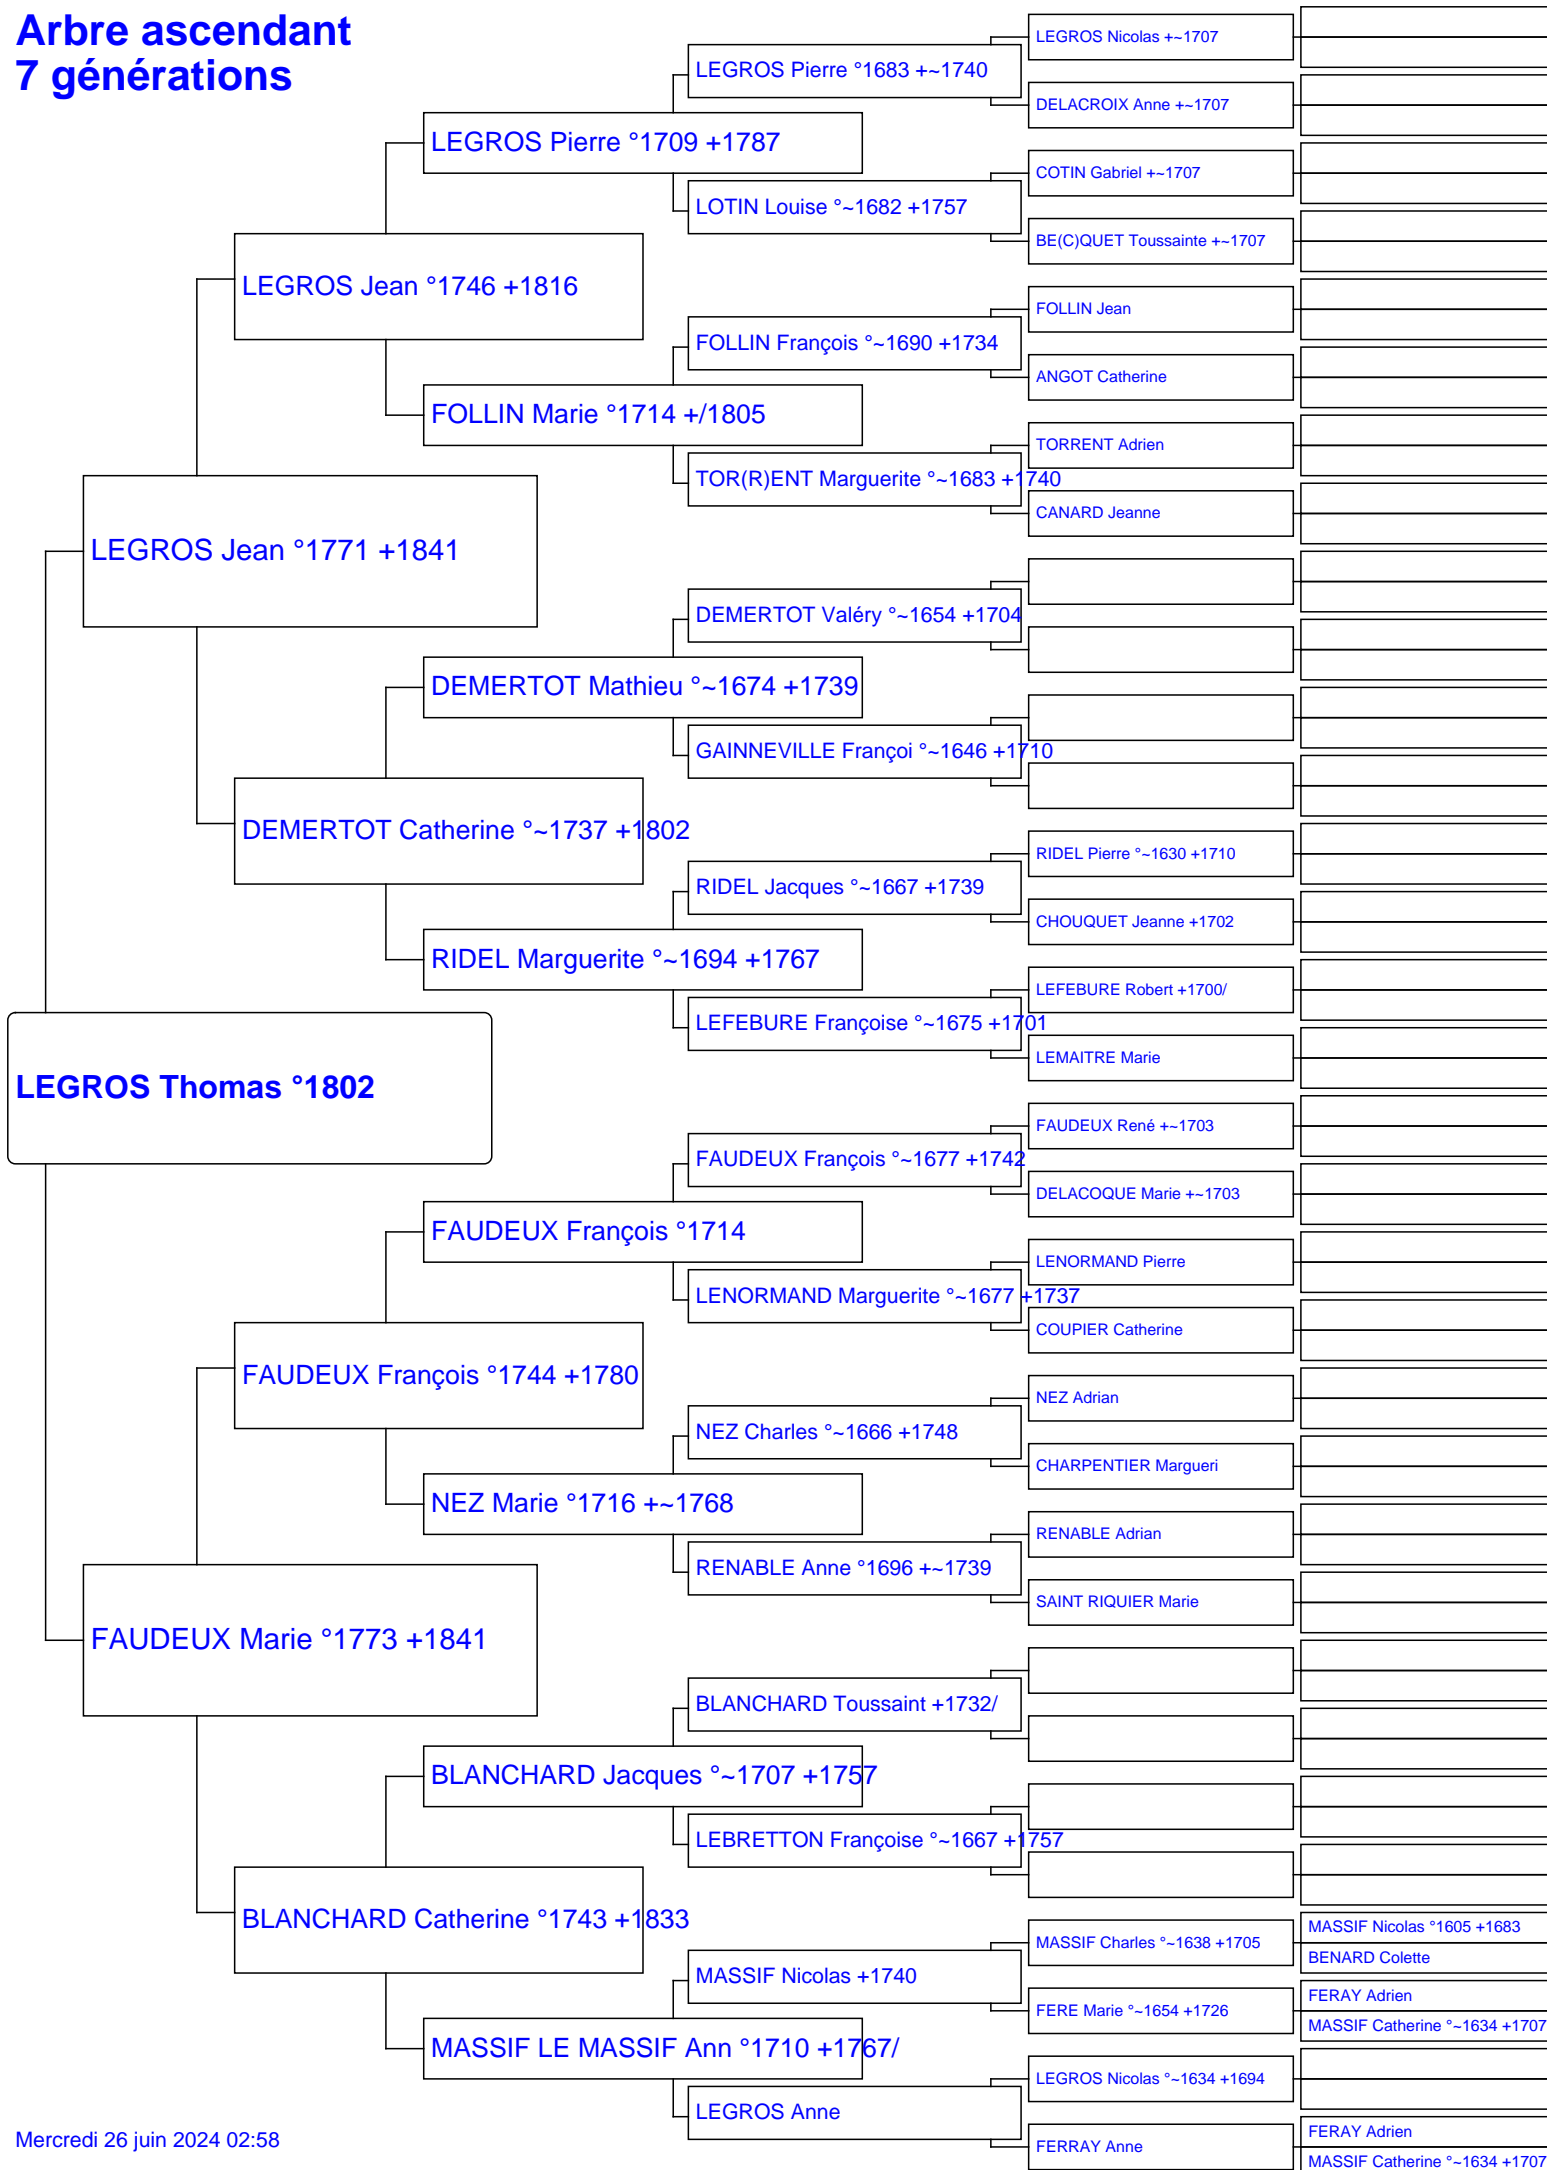 Arbre ascendant
7 générations
LEGROS Nicolas +~1707
LEGROS Pierre °1683 +~1740
DELACROIX Anne +~1707
LEGROS Pierre °1709 +1787
COTIN Gabriel +~1707
LOTIN Louise °~1682 +1757
BE(C)QUET Toussainte +~1707
LEGROS Jean °1746 +1816
FOLLIN Jean
FOLLIN François °~1690 +1734
ANGOT Catherine
FOLLIN Marie °1714 +/1805
TORRENT Adrien
TOR(R)ENT Marguerite °~1683 +1740
CANARD Jeanne
LEGROS Jean °1771 +1841
DEMERTOT Valéry °~1654 +1704
DEMERTOT Mathieu °~1674 +1739
GAINNEVILLE Françoi °~1646 +1710
DEMERTOT Catherine °~1737 +1802
RIDEL Pierre °~1630 +1710
RIDEL Jacques °~1667 +1739
CHOUQUET Jeanne +1702
RIDEL Marguerite °~1694 +1767
LEFEBURE Robert +1700/
LEFEBURE Françoise °~1675 +1701
LEMAITRE Marie
LEGROS Thomas °1802
FAUDEUX René +~1703
FAUDEUX François °~1677 +1742
DELACOQUE Marie +~1703
FAUDEUX François °1714
LENORMAND Pierre
LENORMAND Marguerite °~1677 +1737
COUPIER Catherine
FAUDEUX François °1744 +1780
NEZ Adrian
NEZ Charles °~1666 +1748
CHARPENTIER Margueri
NEZ Marie °1716 +~1768
RENABLE Adrian
RENABLE Anne °1696 +~1739
SAINT RIQUIER Marie
FAUDEUX Marie °1773 +1841
BLANCHARD Toussaint +1732/
BLANCHARD Jacques °~1707 +1757
LEBRETTON Françoise °~1667 +1757
BLANCHARD Catherine °1743 +1833
MASSIF Nicolas °1605 +1683
MASSIF Charles °~1638 +1705
BENARD Colette
MASSIF Nicolas +1740
FERAY Adrien
FERE Marie °~1654 +1726
MASSIF Catherine °~1634 +1707
MASSIF LE MASSIF Ann °1710 +1767/
LEGROS Nicolas °~1634 +1694
LEGROS Anne
FERAY Adrien
FERRAY Anne
MASSIF Catherine °~1634 +1707
Mercredi 26 juin 2024 02:58